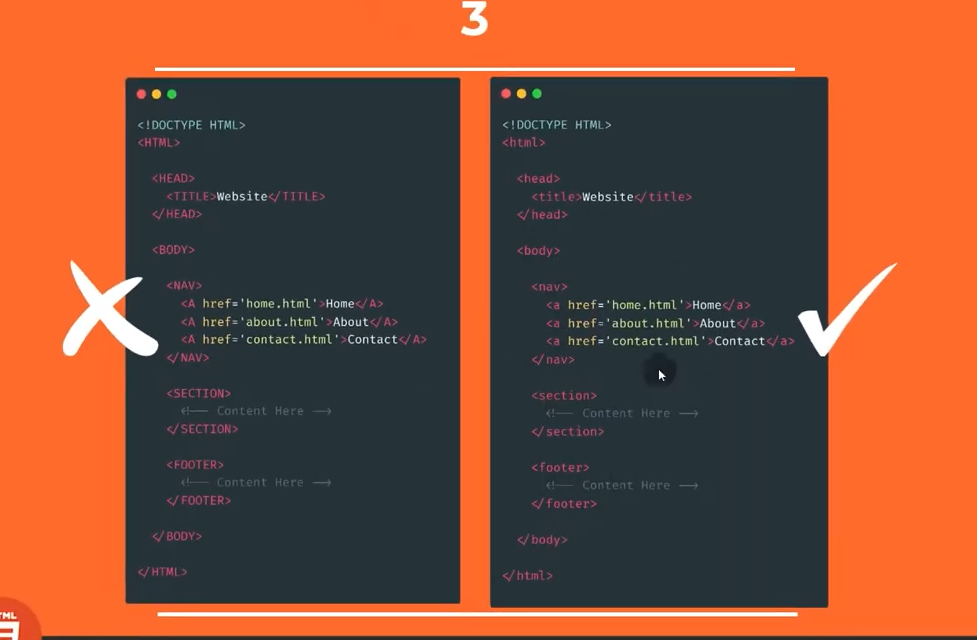 3
<!DOCTYPE HTML>
<HTML>
<HEAD>
<TITLE>Website</TITLE>
</HEAD>
<BODY>
<NAV>
<A href='home.html'>Home</A>
<A href='about.html'>About</A>
<A href='contact.html'>Contact</A>
</NAV>
<SECTION>
<!-- Content Here -->
</SECTION>
<FOOTER>
<!-- Content Here -->
</FOOTER>
</BODY>
</HTML>
<!DOCTYPE HTML>
<html>
<head>
<title>Website</title>
</head>
<body>
<nav>
<a href='home.html'>Home</a>
<a href='about.html'>About</a>
<a href='contact.html'>Contact</a>
</nav>
<section>
<!-- Content Here -->
</section>
<footer>
<!-- Content Here -->
</footer>
</body>
</html>